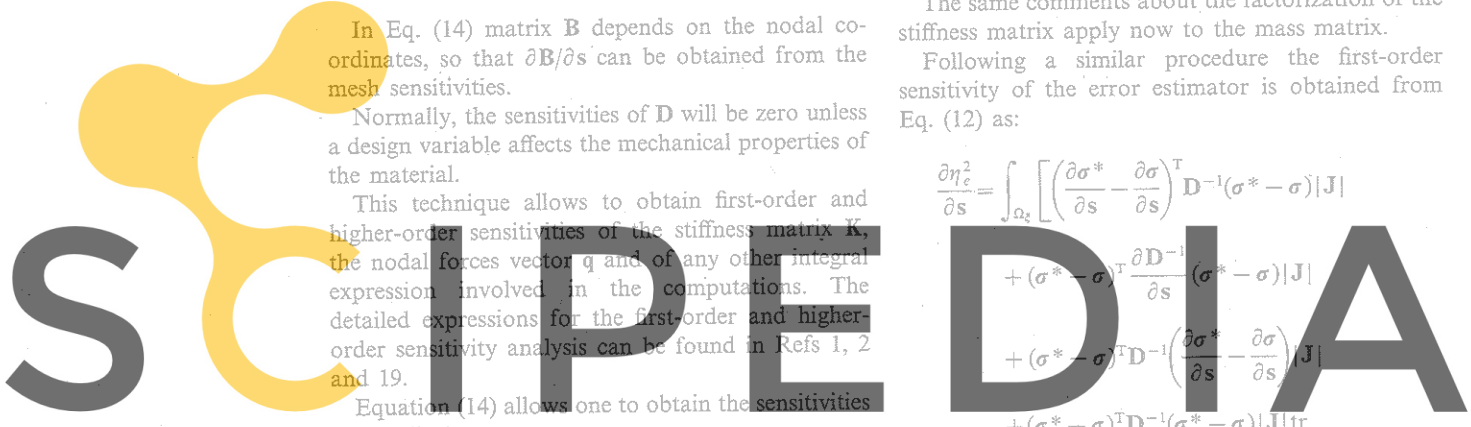 In Eq. (14) matrix B depends on the nodal co-
ordinates, so that ∂B/∂s can be obtained from the
mesh sensitivities.
Normally, the sensitivities of D will be zero unless
a design variable affects the mechanical properties of
the material.
This technique allows to obtain first-order and
higher-order sensitivities of the stiffness matrix K,
the nodal forces vector q and of any other integral
expression involved in the computations. The
detailed expressions for the first-order and higher-
order sensitivity analysis can be found in Refs 1, 2
and 19.
Equation (14) allows one to obtain the sensitivities
The same comments about the factorization of the
stiffness matrix apply now to the mass matrix.
Following a similar procedure the first-order
sensitivity of the error estimator is obtained from
Eq. (12) as:
∂η²ₑ/∂s = ∫_Ωξ [(∂σ*/∂s − ∂σ/∂s)ᵀ D⁻¹(σ* − σ)|J|
+ (σ* − σ)ᵀ ∂D⁻¹/∂s (σ* − σ)|J|
+ (σ* − σ)ᵀ D⁻¹(∂σ*/∂s − ∂σ/∂s)|J|
+ (σ* − σ)ᵀ D⁻¹(σ* − σ)|J| tr
SCIPEDIA